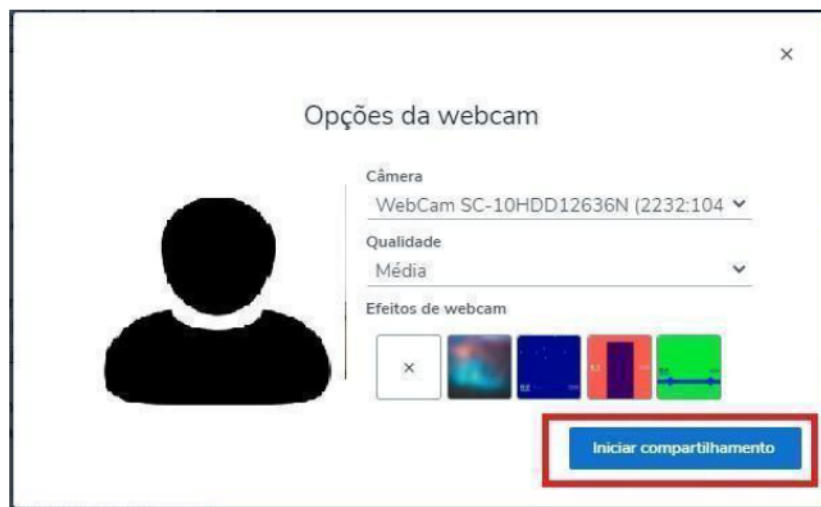 ×
Opções da webcam
Câmera
WebCam SC-10HDD12636N (2232:104
Qualidade
Média
Efeitos de webcam
×
Iniciar compartilhamento